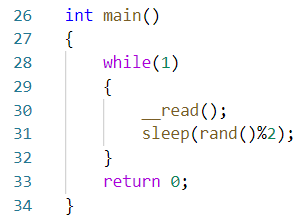 26 int main()
27 {
28     while(1)
29     {
30         __read();
31         sleep(rand()%2);
32     }
33     return 0;
34 }